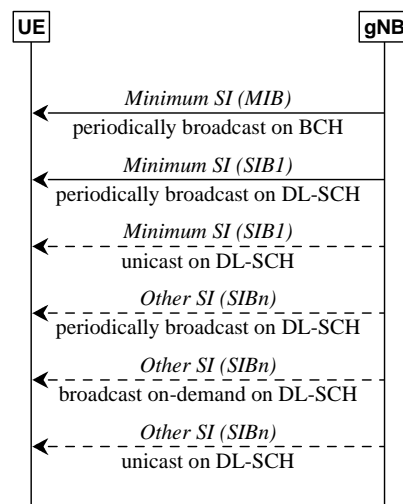 UE gNB
Minimum SI (MIB)
periodically broadcast on BCH
Minimum SI (SIB1)
periodically broadcast on DL-SCH
Minimum SI (SIB1)
unicast on DL-SCH
Other SI (SIBn)
periodically broadcast on DL-SCH
Other SI (SIBn)
broadcast on-demand on DL-SCH
Other SI (SIBn)
unicast on DL-SCH